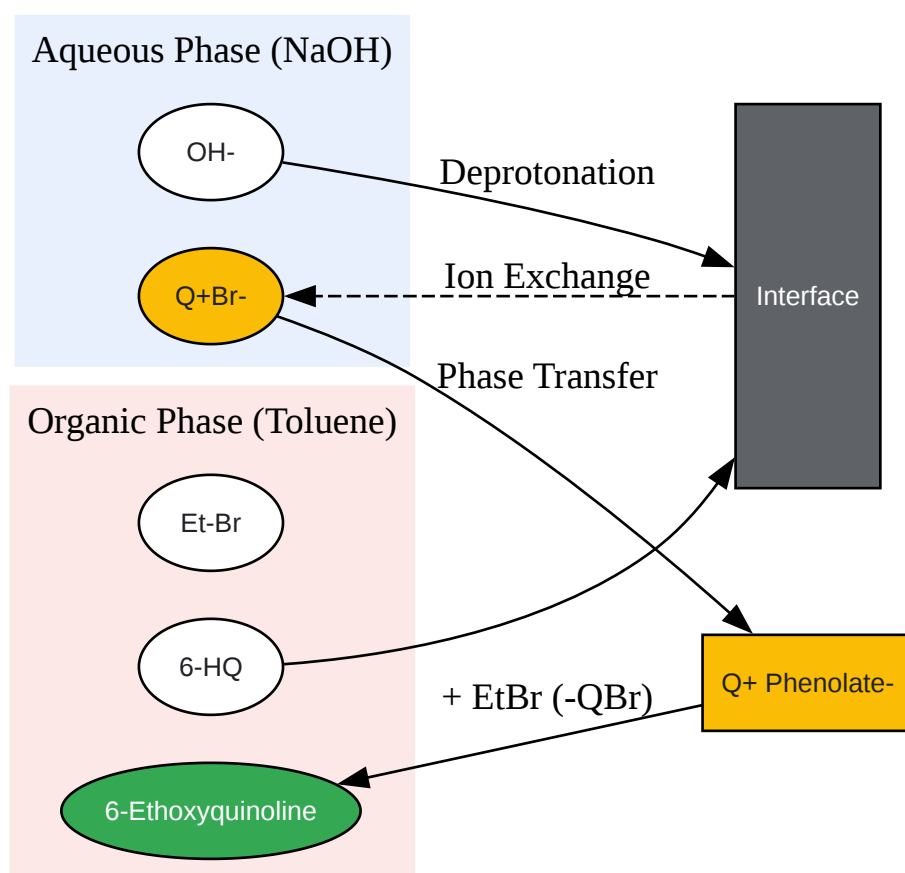 Aqueous Phase (NaOH)
OH-
Deprotonation
Q+Br-
Ion Exchange
Interface
Phase Transfer
Organic Phase (Toluene)
Et-Br
6-HQ
+ EtBr (-QBr)
Q+ Phenolate-
6-Ethoxyquinoline